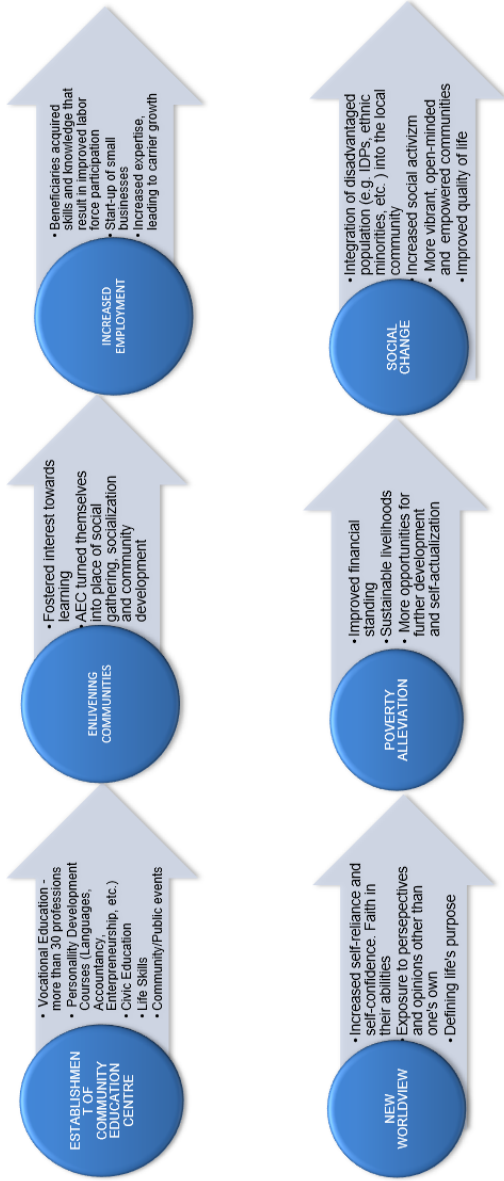 ESTABLISHMEN
T OF
COMMUNITY
EDUCATION
CENTRE
• Vocational Education -
more than 30 professions
• Personallity Development
Courses (Languages,
Accountancy,
Enterpreneurship, etc.)
• Civic Education
• Life Skills
• Community/Public events
ENLIVENING
COMMUNITIES
• Fostered interest towards
learning
• AEC turned themselves
into place of social
gathering, socialization
and community
development
INCREASED
EMPLOYMENT
• Beneficiaries acquired
skills and knowledge that
result in improved labor
force participation
• Start-up of small
businesses
• Increased expertise,
leading to carrier growth
NEW
WORLDVIEW
• Increased self-reliance and
self-confidence. Faith in
their abilities
• Exposure to persepectives
and opinions other than
one's own
• Defining life's purpose
POVERTY
ALLEVIATION
• Improved financial
standing
• Sustainable livelihoods
• More opportunities for
further development
and self-actualization
SOCIAL
CHANGE
• Integration of disadvantaged
population (e.g. IDPs, ethnic
minorities, etc. ) into the local
community
• Increased social activizm
• More vibrant, open-minded
and empowered communities
• Improved quality of life